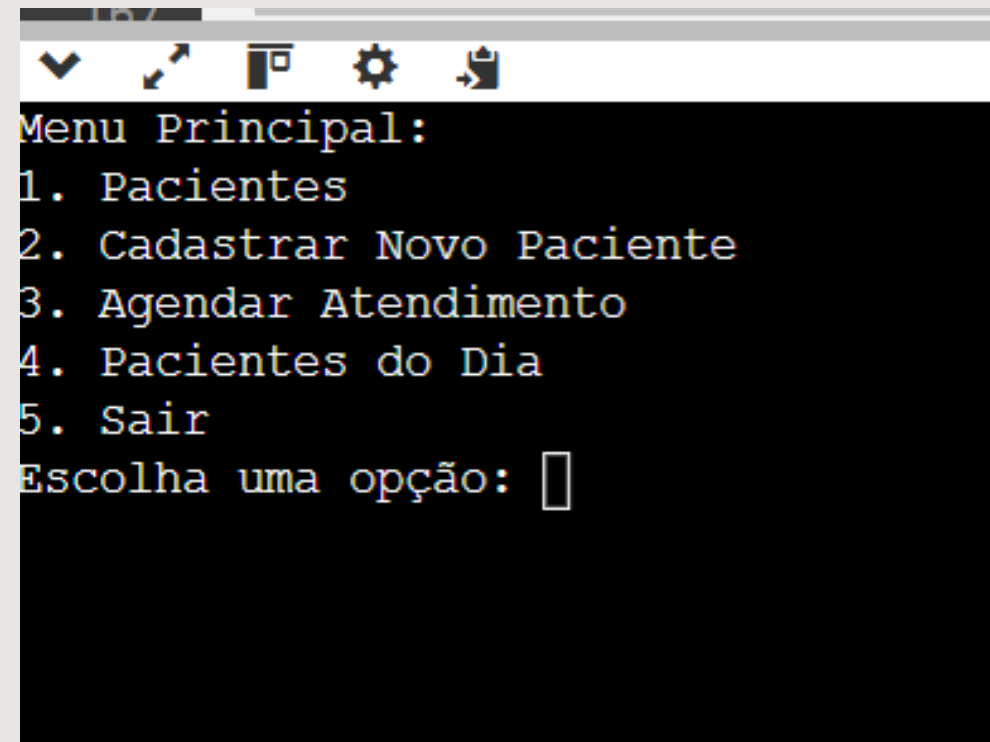 Menu Principal:
1. Pacientes
2. Cadastrar Novo Paciente
3. Agendar Atendimento
4. Pacientes do Dia
5. Sair
Escolha uma opção: